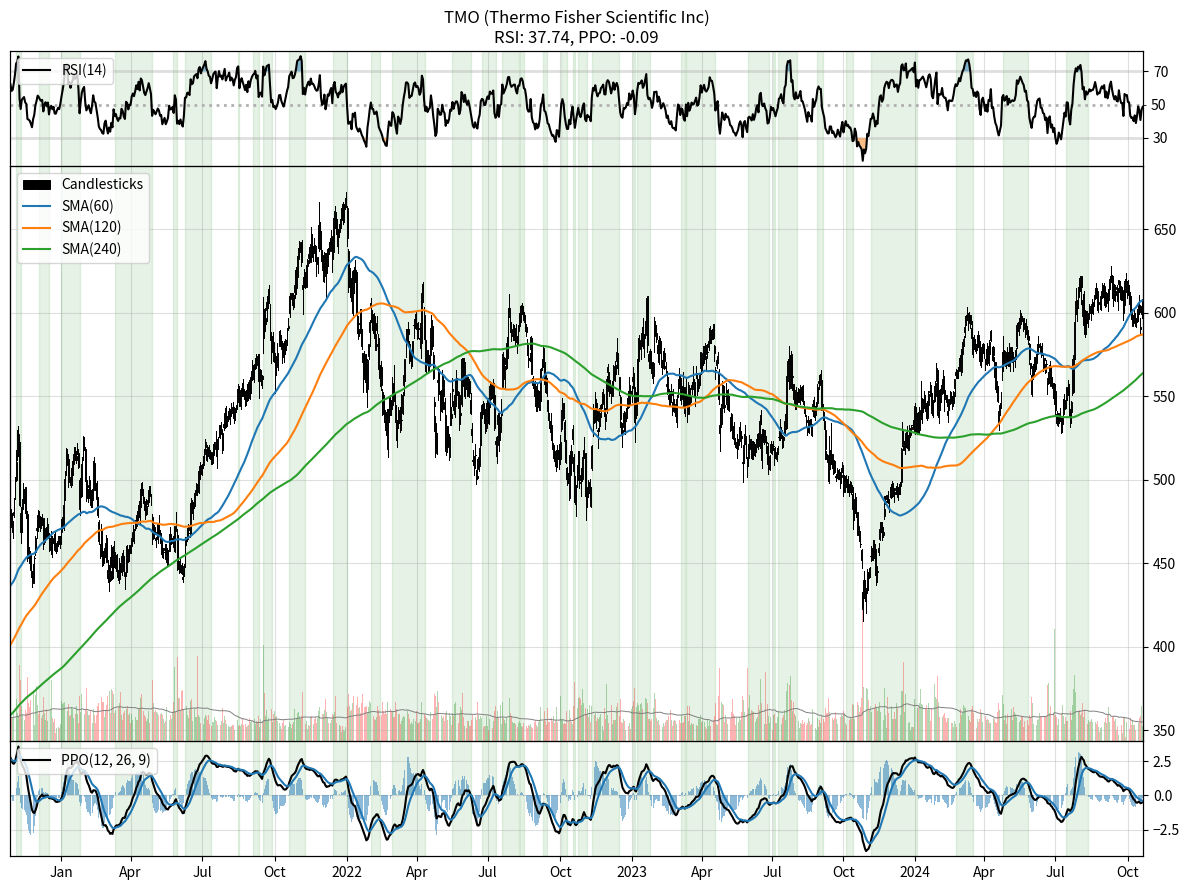 TMO (Thermo Fisher Scientific Inc)
RSI: 37.74, PPO: -0.09
RSI(14)
70
50
30
Candlesticks
SMA(60)
SMA(120)
SMA(240)
650
600
550
500
450
400
350
PPO(12, 26, 9)
2.5
0.0
−2.5
Jan Apr Jul Oct 2022 Apr Jul Oct 2023 Apr Jul Oct 2024 Apr Jul Oct